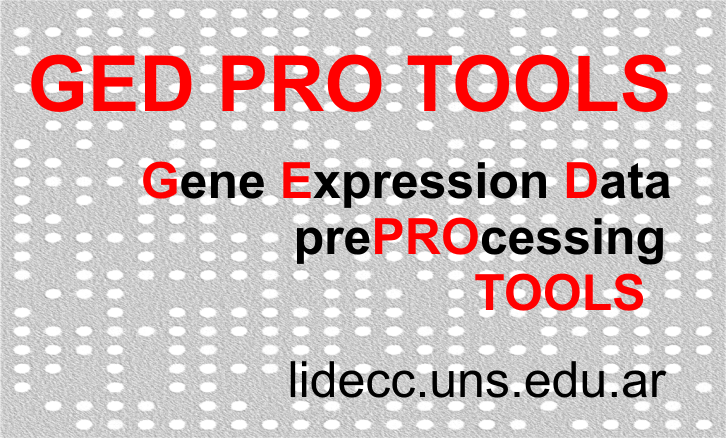 GED PRO TOOLS
Gene Expression Data
prePROcessing
TOOLS
lidecc.uns.edu.ar